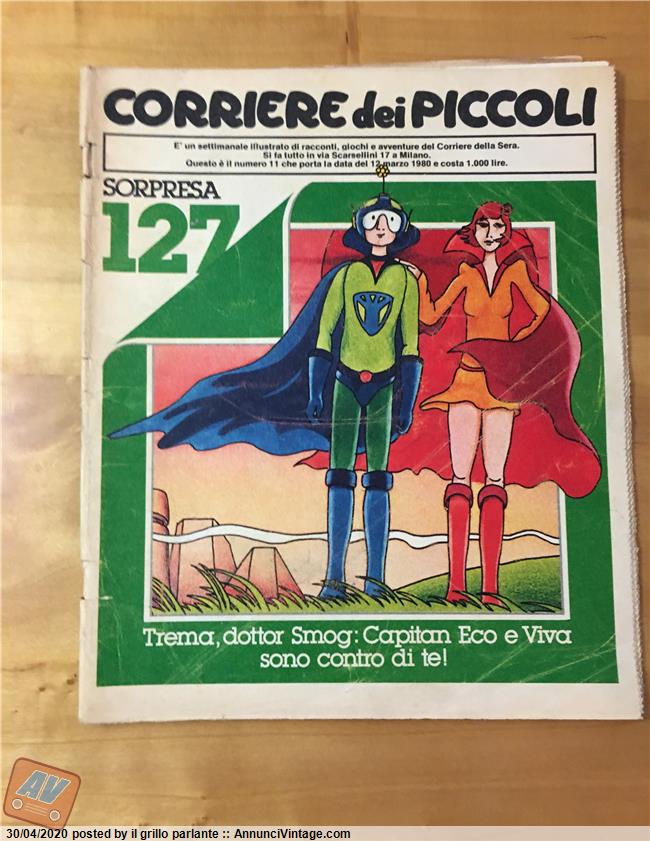 CORRIERE dei PICCOLI
E' un settimanale illustrato di racconti, giochi e avventure del Corriere della Sera.
Si fa tutto in via Scarsellini 17 a Milano.
Questo è il numero 11 che porta la data del 12 marzo 1980 e costa 1.000 lire.
SORPRESA
127
Trema, dottor Smog: Capitan Eco e Viva
sono contro di te!
AV
30/04/2020 posted by il grillo parlante :: AnnunciVintage.com